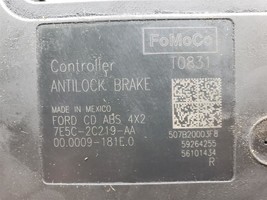 FoMoCo
Controller T0831
ANTILOCK BRAKE
MADE IN MEXICO
FORD CD ABS 4X2
7E5C-2C219-AA 507B20003F8
00.0009-181E.0 59264255
56101434
R